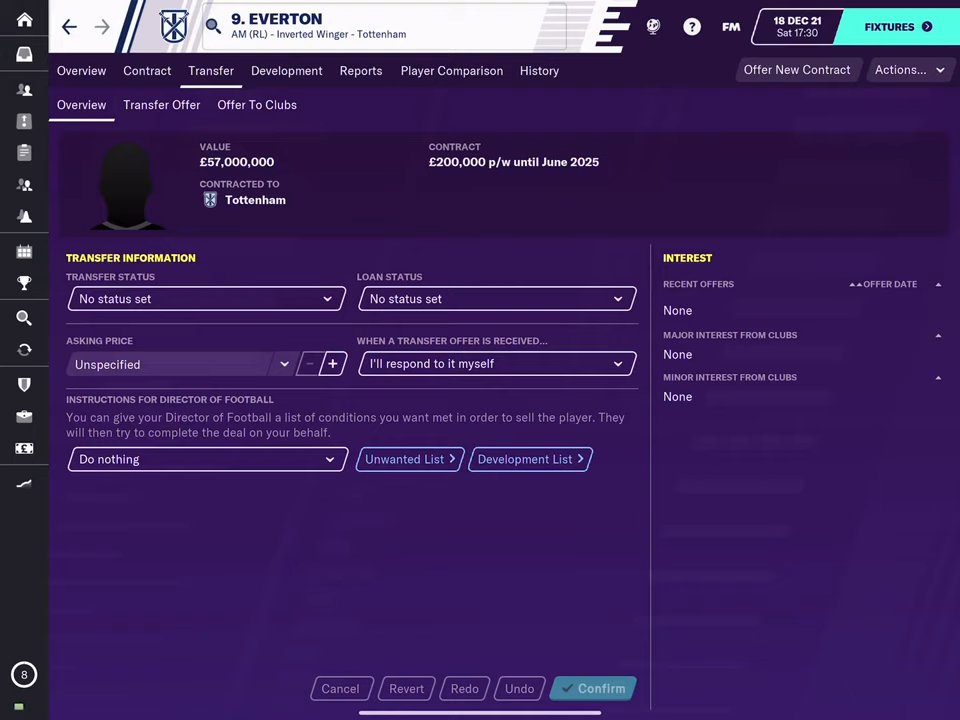 9. EVERTON
AM (RL) - Inverted Winger - Tottenham
FM
18 DEC 21
Sat 17:30
FIXTURES
Overview
Contract
Transfer
Development
Reports
Player Comparison
History
Offer New Contract
Actions...
Overview
Transfer Offer
Offer To Clubs
VALUE
£57,000,000
CONTRACT
£200,000 p/w until June 2025
CONTRACTED TO
Tottenham
TRANSFER INFORMATION
TRANSFER STATUS
No status set
LOAN STATUS
No status set
ASKING PRICE
Unspecified
WHEN A TRANSFER OFFER IS RECEIVED...
I'll respond to it myself
INSTRUCTIONS FOR DIRECTOR OF FOOTBALL
You can give your Director of Football a list of conditions you want met in order to sell the player. They
will then try to complete the deal on your behalf.
Do nothing
Unwanted List
Development List
INTEREST
RECENT OFFERS
OFFER DATE
None
MAJOR INTEREST FROM CLUBS
None
MINOR INTEREST FROM CLUBS
None
8
Cancel
Revert
Redo
Undo
Confirm